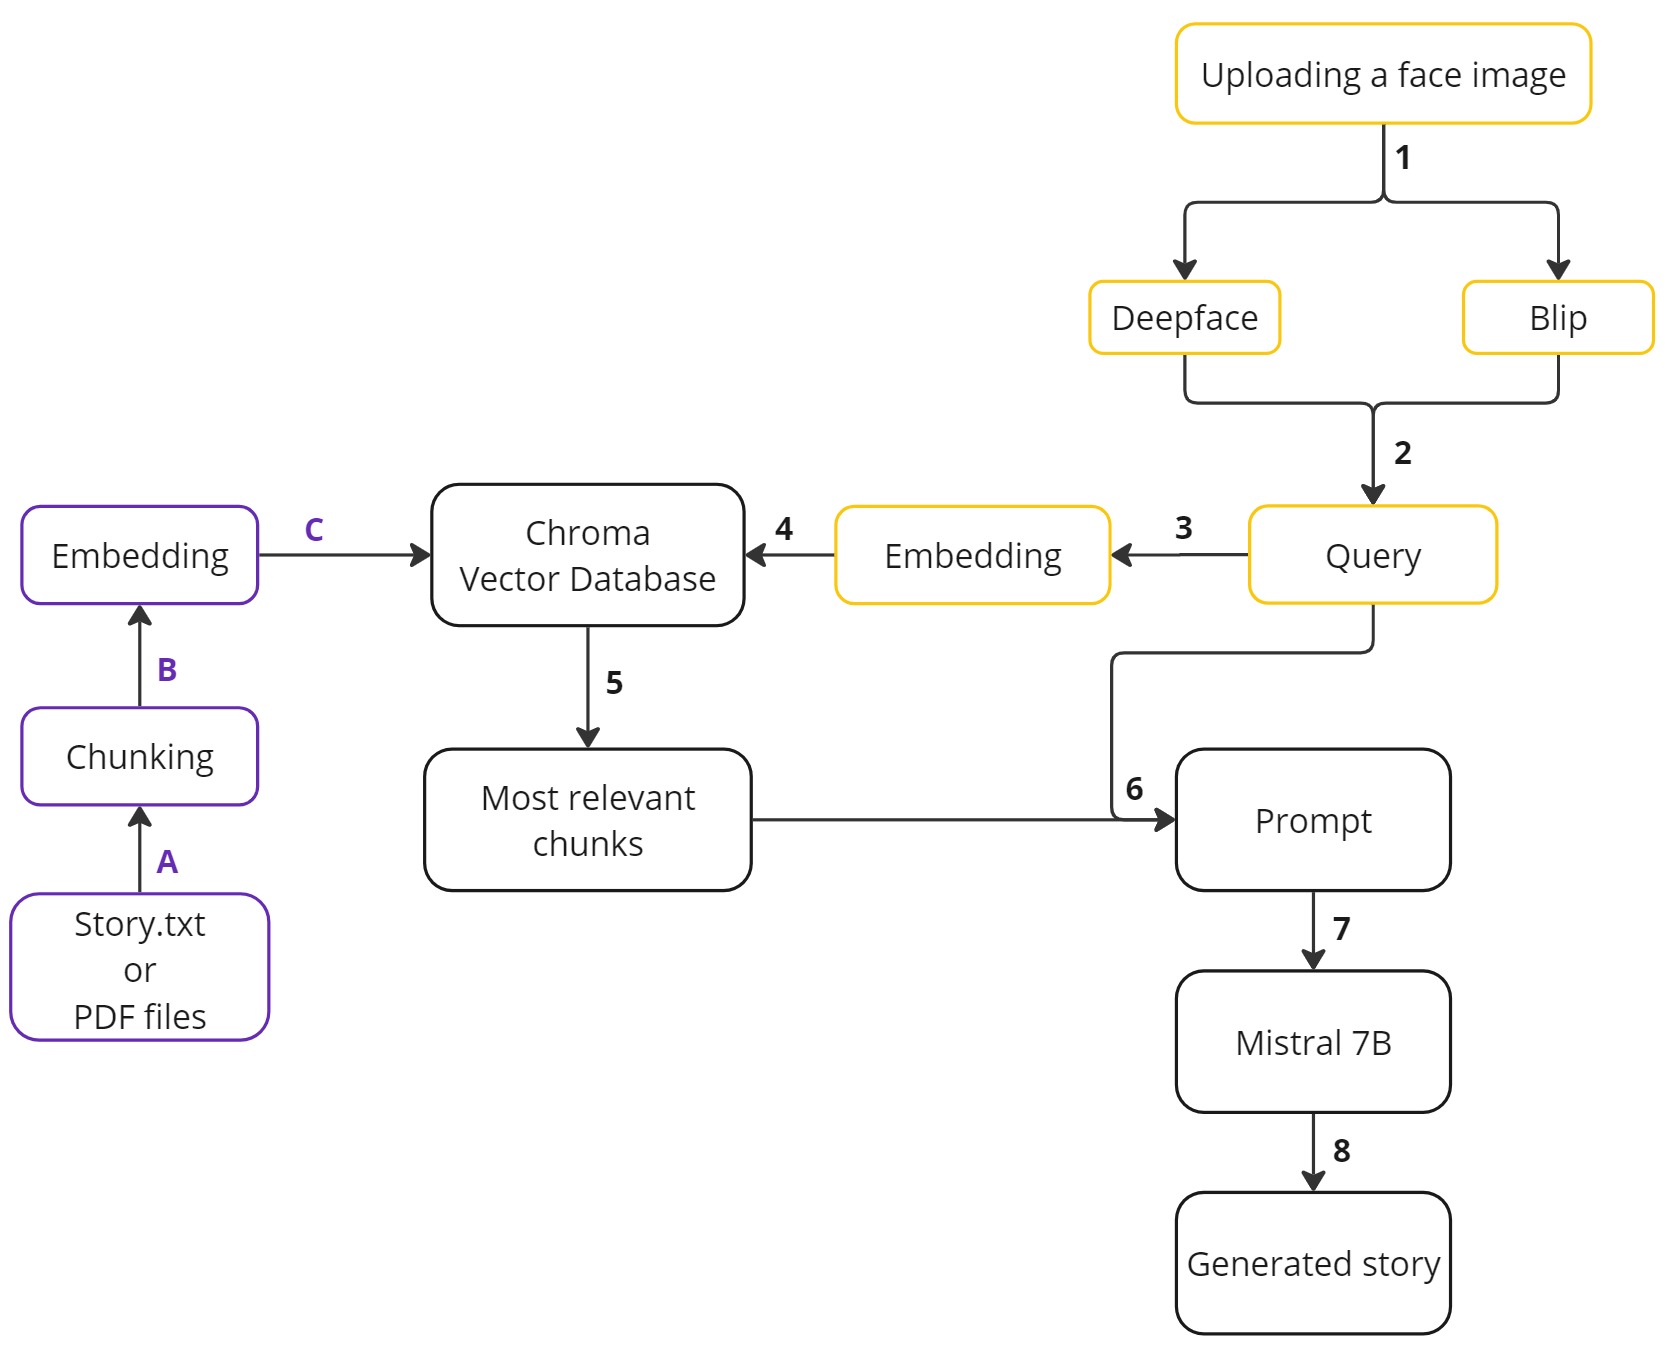 Uploading a face image
1
Deepface
Blip
2
Embedding
C
Chroma
Vector Database
4
Embedding
3
Query
B
5
Chunking
Most relevant
chunks
6
Prompt
A
Story.txt
or
PDF files
7
Mistral 7B
8
Generated story